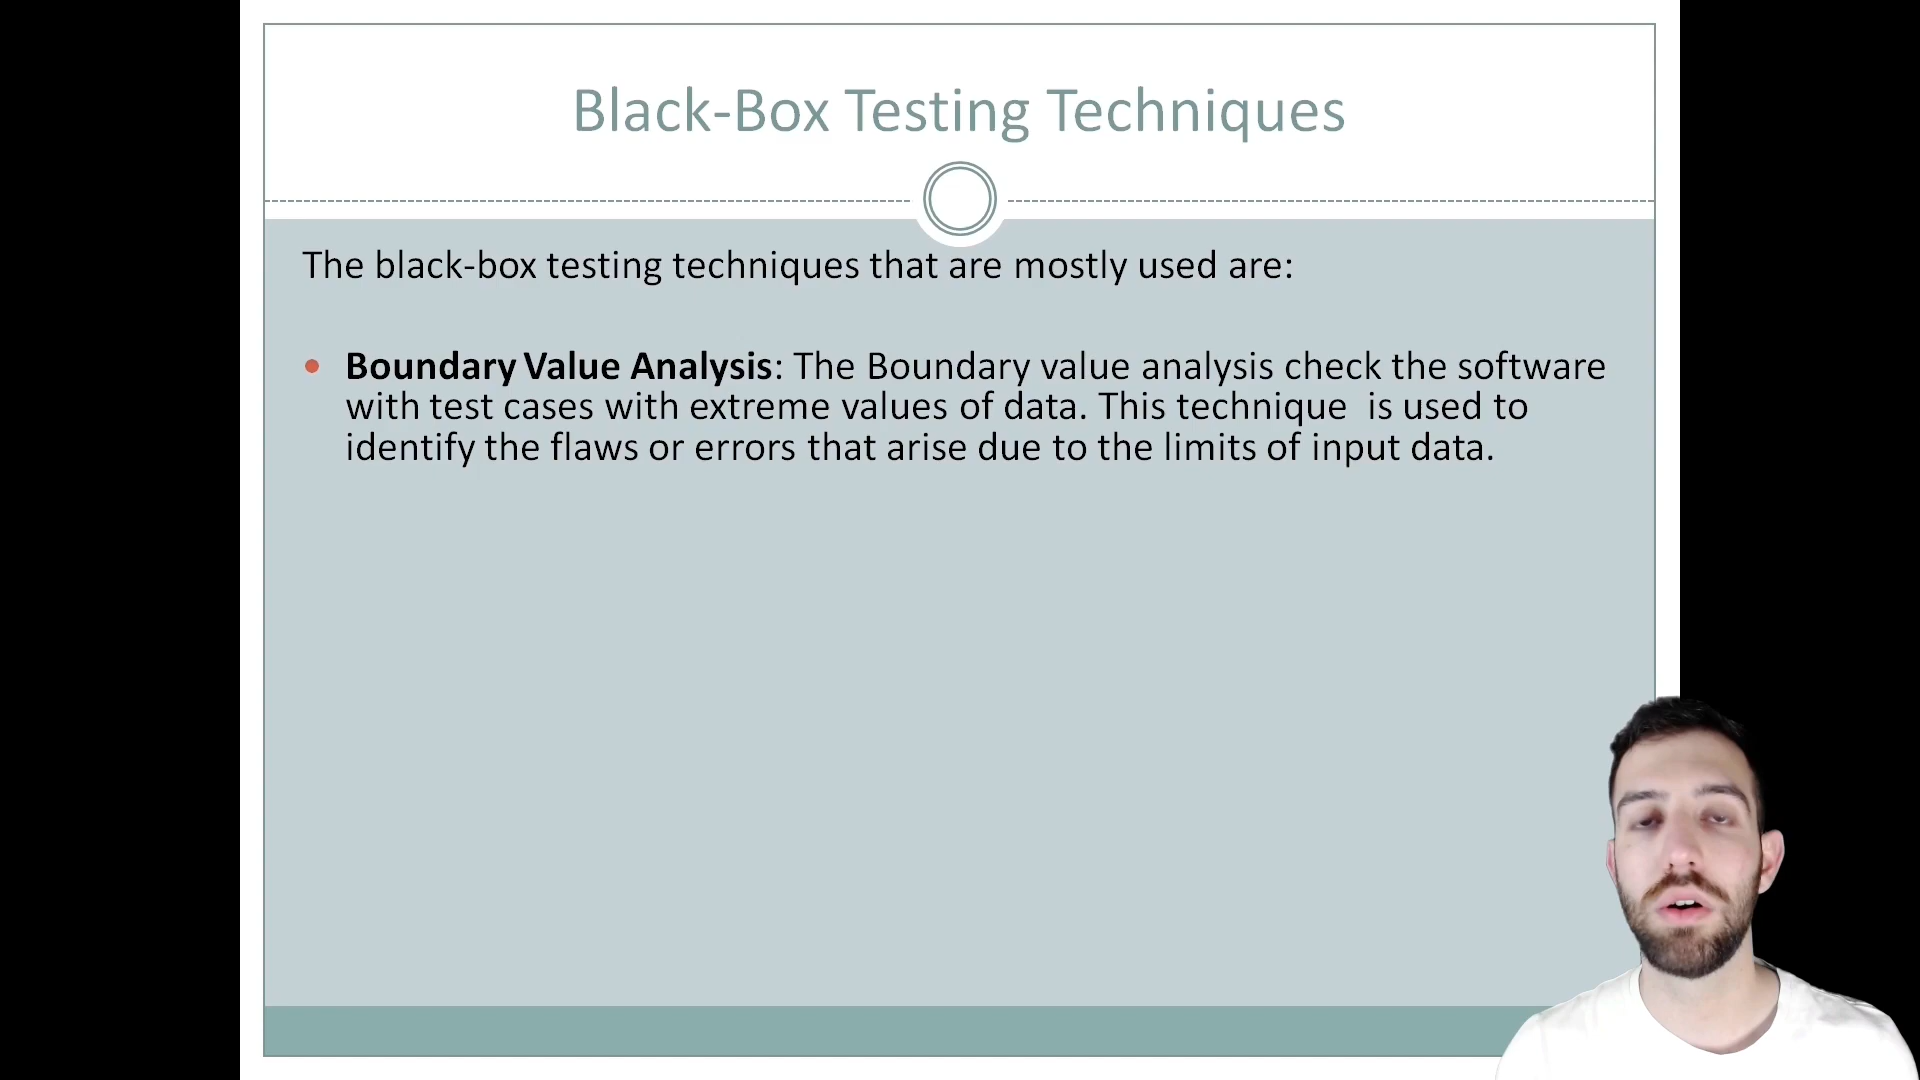 Black-Box Testing Techniques
The black-box testing techniques that are mostly used are:
Boundary Value Analysis: The Boundary value analysis check the software
with test cases with extreme values of data. This technique  is used to
identify the flaws or errors that arise due to the limits of input data.